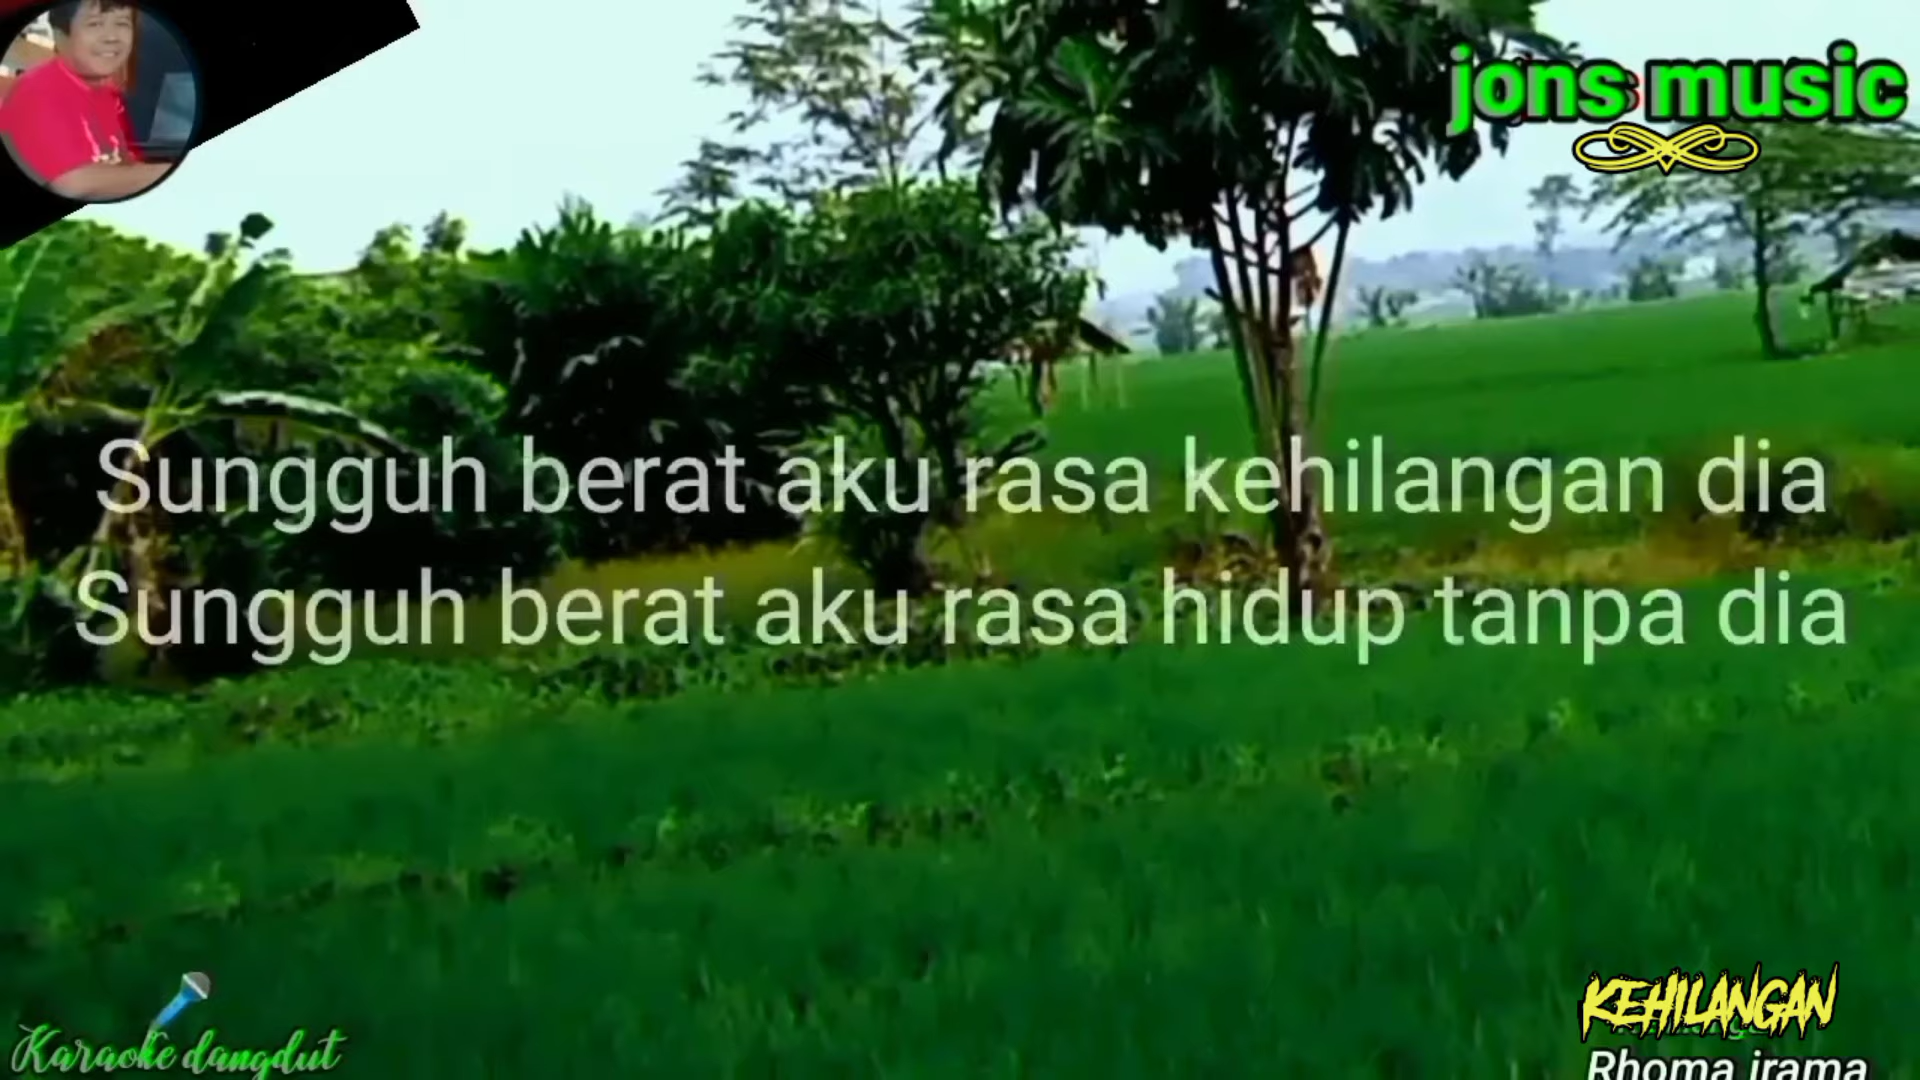 jons music
Sungguh berat aku rasa kehilangan dia
Sungguh berat aku rasa hidup tanpa dia
Karaoke dangdut
KEHILANGAN
Rhoma irama